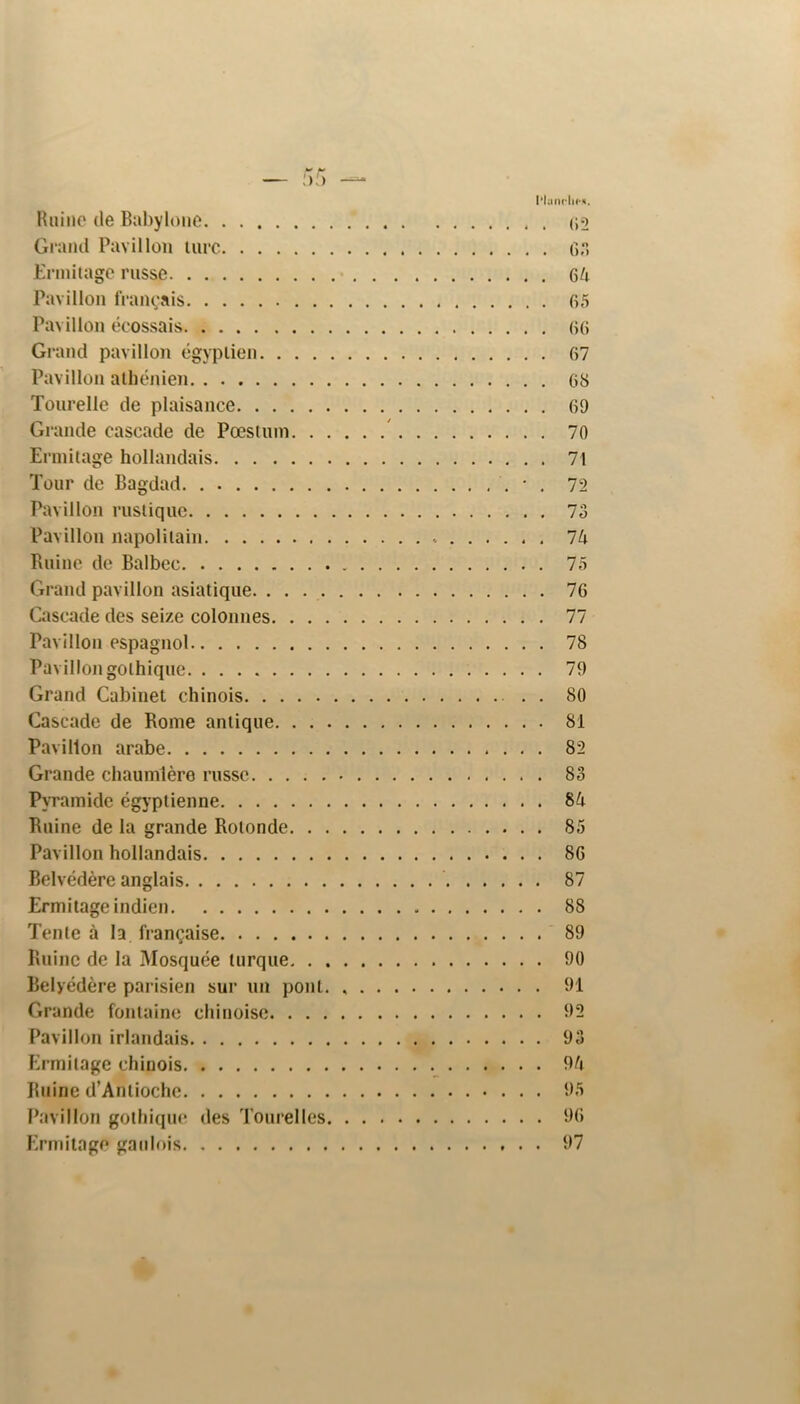 — 55 —
Planches.
Ruine de Babylone. . . . . . . . . . . . . . . . . . . . . . 62
Grand Pavillon turc. . . . . . . . . . . . . . . . . . . . . . 63
Ermitage russe. . . . . . . . . . . . . . . . . . . . . . 64
Pavillon français. . . . . . . . . . . . . . . . . . . . . . 65
Pavillon écossais. . . . . . . . . . . . . . . . . . . . . . 66
Grand pavillon égyptien. . . . . . . . . . . . . . . . . . . . . . 67
Pavillon athénien. . . . . . . . . . . . . . . . . . . . . . 68
Tourelle de plaisance. . . . . . . . . . . . . . . . . . . . . . 69
Grande cascade de Pœstum. . . . . . . . . . . . . . . . . . . . 70
Ermitage hollandais. . . . . . . . . . . . . . . . . . . . . . 71
Tour de Bagdad. . . . . . . . . . . . . . . . . . . . . . 72
Pavillon rustique. . . . . . . . . . . . . . . . . . . . . . 73
Pavillon napolitain. . . . . . . . . . . . . . . . . . . . . . 74
Ruine de Balbec. . . . . . . . . . . . . . . . . . . . . . 75
Grand pavillon asiatique. . . . . . . . . . . . . . . . . . . . 76
Cascade des seize colonnes. . . . . . . . . . . . . . . . . . . . 77
Pavillon espagnol. . . . . . . . . . . . . . . . . . . . . . 78
Pavillon gothique. . . . . . . . . . . . . . . . . . . . . . 79
Grand Cabinet chinois. . . . . . . . . . . . . . . . . . . . . . 80
Cascade de Rome antique. . . . . . . . . . . . . . . . . . . . 81
Pavillon arabe. . . . . . . . . . . . . . . . . . . . . . 82
Grande chaumière russe. . . . . . . . . . . . . . . . . . . . 83
Pyramide égyptienne. . . . . . . . . . . . . . . . . . . . . . 84
Ruine de la grande Rotonde. . . . . . . . . . . . . . . . . . . . 85
Pavillon hollandais. . . . . . . . . . . . . . . . . . . . . . 86
Belvédère anglais. . . . . . . . . . . . . . . . . . . . . . 87
Ermitage indien. . . . . . . . . . . . . . . . . . . . . . 88
Tente à la française. . . . . . . . . . . . . . . . . . . . . . 89
Ruine de la Mosquée turque. . . . . . . . . . . . . . . . . . . . 90
Belyédère parisien sur un pont. . . . . . . . . . . . . . . . . . 91
Grande fontaine chinoise. . . . . . . . . . . . . . . . . . . . 92
Pavillon irlandais. . . . . . . . . . . . . . . . . . . . . . 93
Ermitage chinois. . . . . . . . . . . . . . . . . . . . . . 94
Ruine d'Antioche. . . . . . . . . . . . . . . . . . . . . . 95
Pavillon gothique des Tourelles. . . . . . . . . . . . . . . . . . 96
Ermitage gaulois. . . . . . . . . . . . . . . . . . . . . . 97